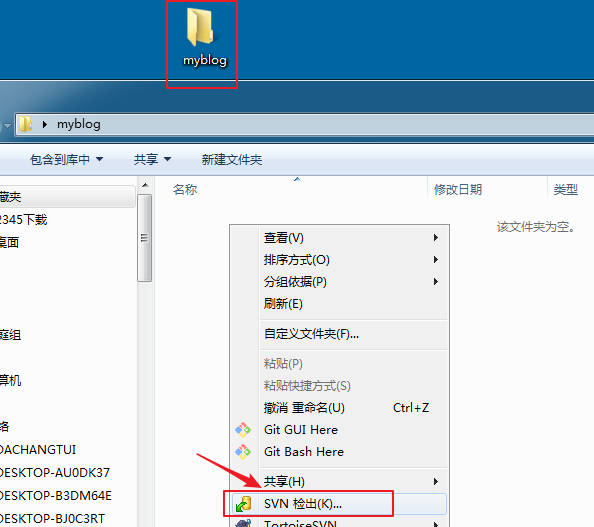 myblog
myblog
包含到库中
共享
新建文件夹
名称
修改日期
类型
藏夹
2345下载
桌面
该文件夹为空。
查看(V)
排序方式(O)
分组依据(P)
刷新(E)
自定义文件夹(F)...
粘贴(P)
粘贴快捷方式(S)
撤消 重命名(U) Ctrl+Z
Git GUI Here
Git Bash Here
共享(H)
SVN 检出(K)...
TortoiseSVN
庭组
算机
络
DACHANGTUI
DESKTOP-AU0DK37
DESKTOP-B3DM64E
DESKTOP-BJ0C3RT